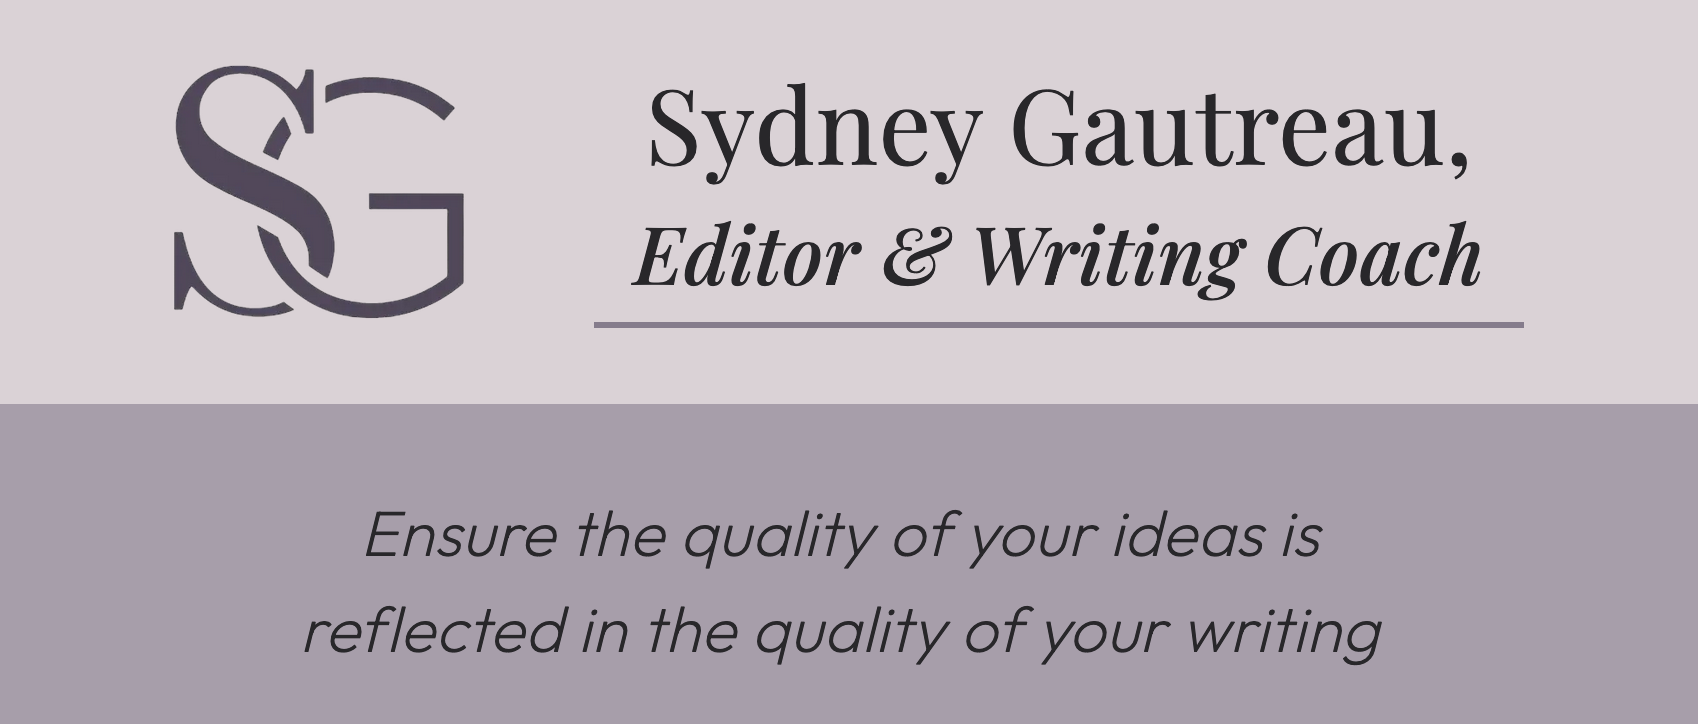 SG
Sydney Gautreau,
Editor & Writing Coach
Ensure the quality of your ideas is
reflected in the quality of your writing